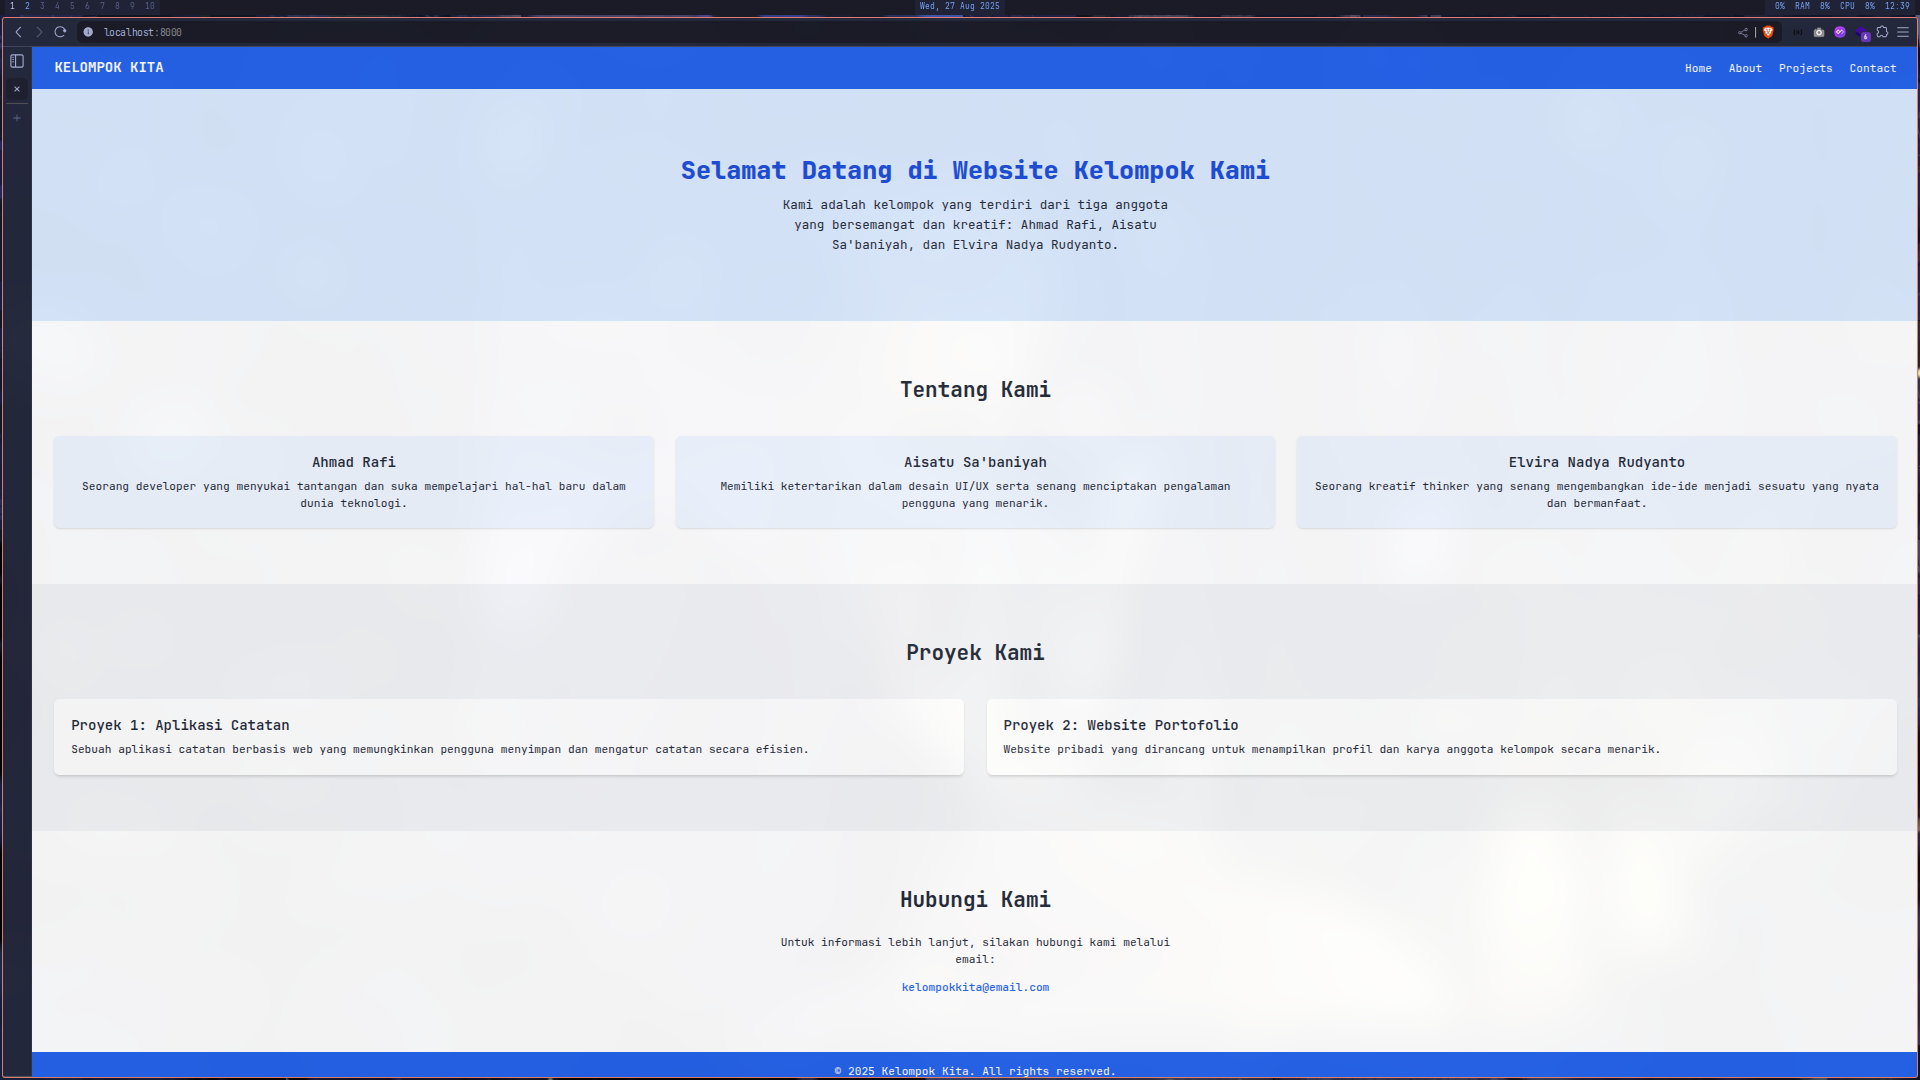 1 2 3 4 5 6 7 8 9 10
Wed, 27 Aug 2025
0% RAM 8% CPU 8% 12:39
localhost:8000
6
KELOMPOK KITA
Home About Projects Contact
Selamat Datang di Website Kelompok Kami
Kami adalah kelompok yang terdiri dari tiga anggota
yang bersemangat dan kreatif: Ahmad Rafi, Aisatu
Sa'baniyah, dan Elvira Nadya Rudyanto.
Tentang Kami
Ahmad Rafi
Seorang developer yang menyukai tantangan dan suka mempelajari hal-hal baru dalam
dunia teknologi.
Aisatu Sa'baniyah
Memiliki ketertarikan dalam desain UI/UX serta senang menciptakan pengalaman
pengguna yang menarik.
Elvira Nadya Rudyanto
Seorang kreatif thinker yang senang mengembangkan ide-ide menjadi sesuatu yang nyata
dan bermanfaat.
Proyek Kami
Proyek 1: Aplikasi Catatan
Sebuah aplikasi catatan berbasis web yang memungkinkan pengguna menyimpan dan mengatur catatan secara efisien.
Proyek 2: Website Portofolio
Website pribadi yang dirancang untuk menampilkan profil dan karya anggota kelompok secara menarik.
Hubungi Kami
Untuk informasi lebih lanjut, silakan hubungi kami melalui
email:
kelompokkita@email.com
© 2025 Kelompok Kita. All rights reserved.